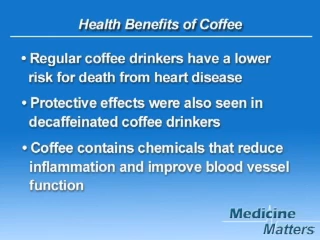 Health Benefits of Coffee
• Regular coffee drinkers have a lower
risk for death from heart disease
• Protective effects were also seen in
decaffeinated coffee drinkers
• Coffee contains chemicals that reduce
inflammation and improve blood vessel
function
Medicine
Matters